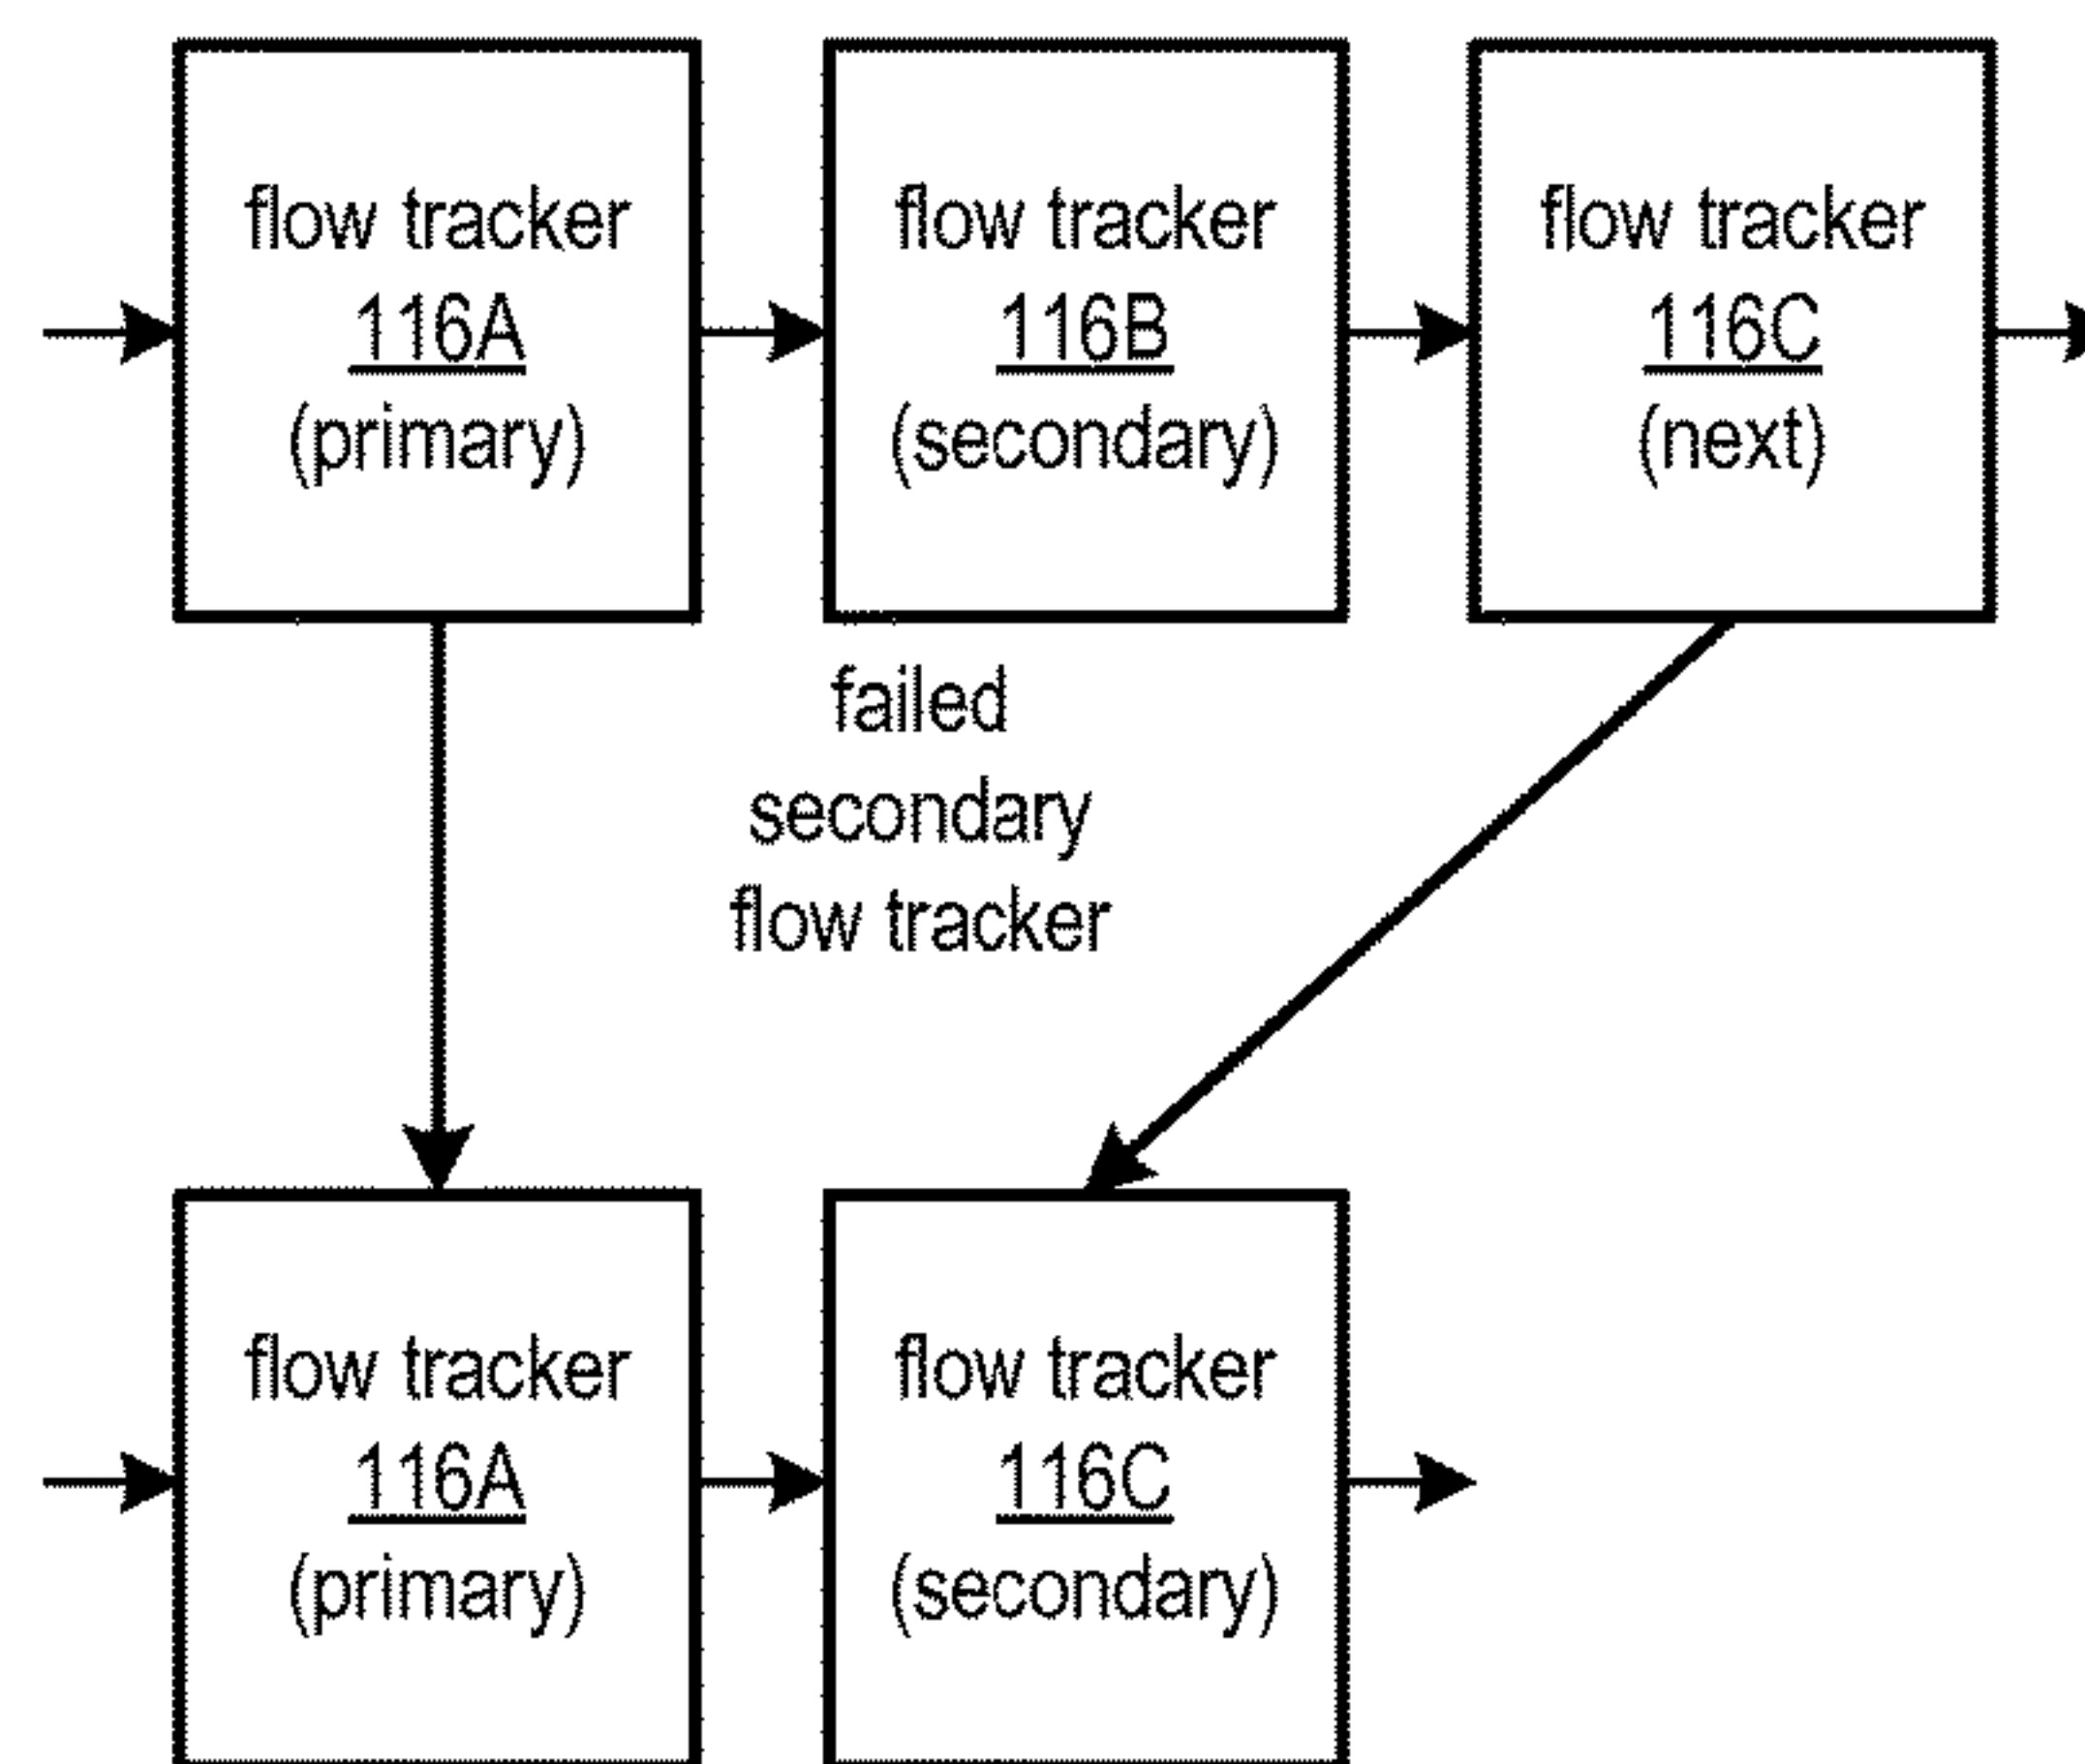 flow tracker
116A
(primary)
flow tracker
116B
(secondary)
flow tracker
116C
(next)
failed
secondary
flow tracker
flow tracker
116A
(primary)
flow tracker
116C
(secondary)